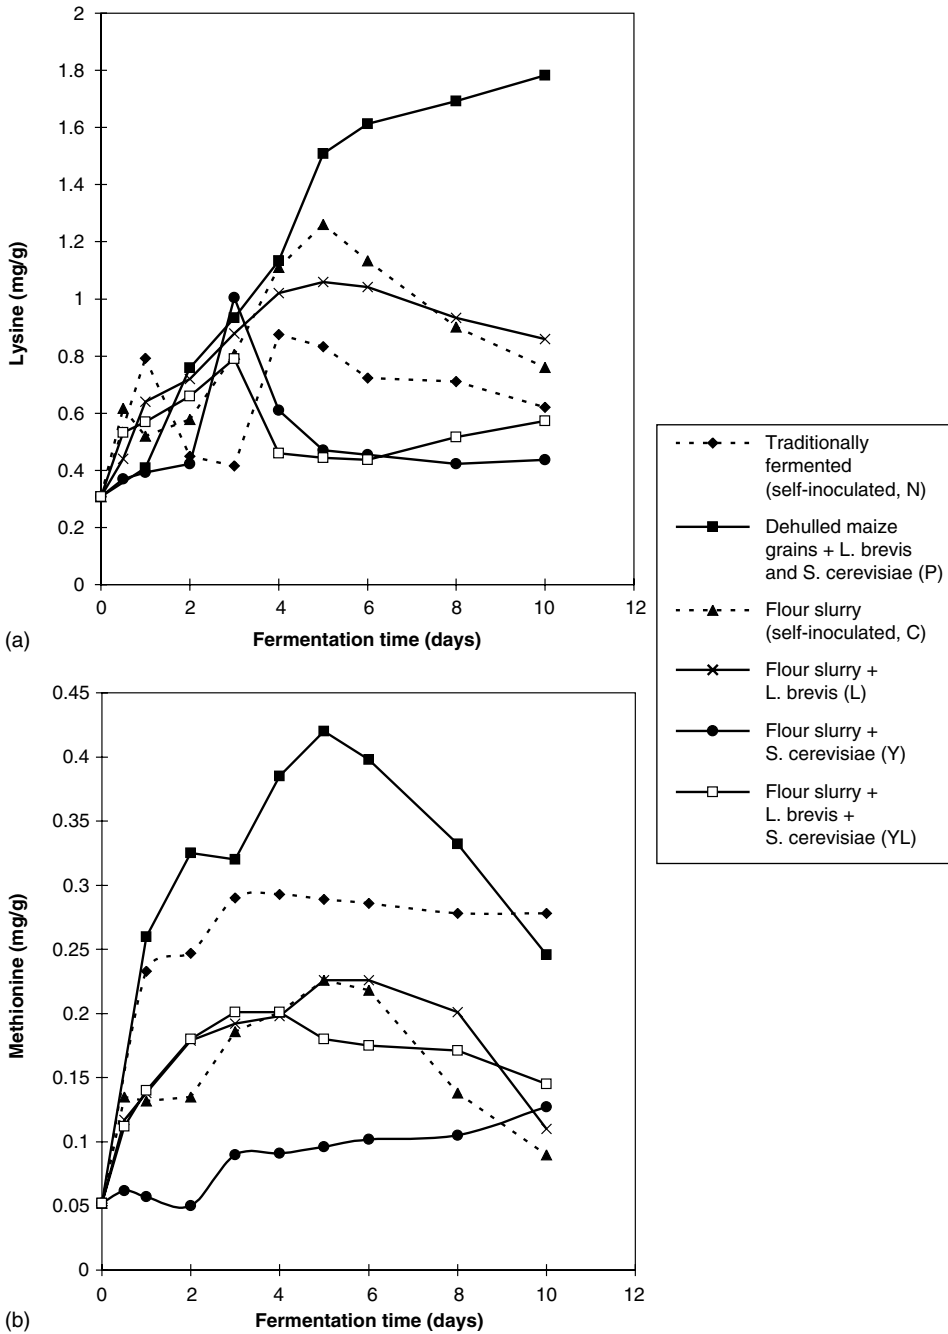 2
1.8
1.6
1.4
1.2
1
0.8
0.6
0.4
0.2
0
Lysine (mg/g)
0 2 4 6 8 10 12
Fermentation time (days)
(a)
0.45
0.4
0.35
0.3
0.25
0.2
0.15
0.1
0.05
0
Methionine (mg/g)
0 2 4 6 8 10 12
Fermentation time (days)
(b)
Traditionally
fermented
(self-inoculated, N)
Dehulled maize
grains + L. brevis
and S. cerevisiae (P)
Flour slurry
(self-inoculated, C)
Flour slurry +
L. brevis (L)
Flour slurry +
S. cerevisiae (Y)
Flour slurry +
L. brevis +
S. cerevisiae (YL)